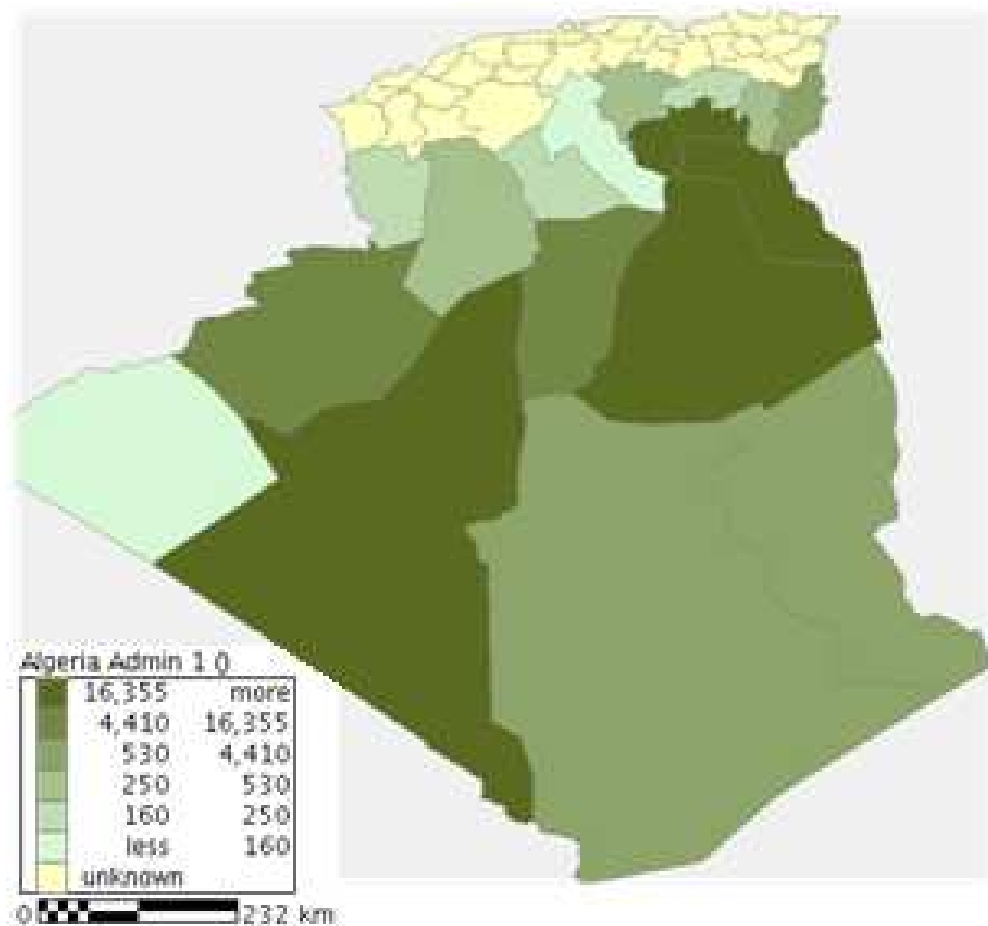 Algeria Admin 1 ()
16,355 more
4,410 16,355
530 4,410
250 530
160 250
less 160
unknown
0 232 km